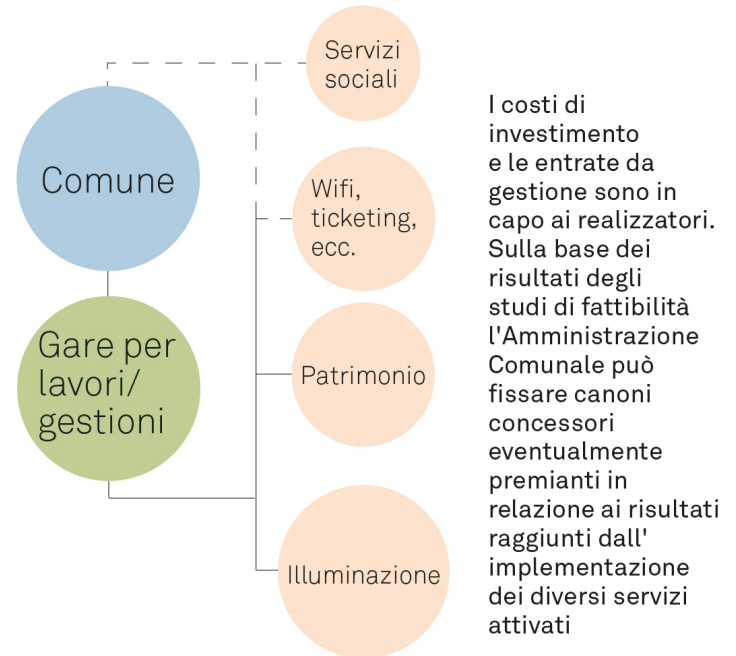 Servizi
sociali
Comune
Wifi,
ticketing,
ecc.
Gare per
lavori/
gestioni
Patrimonio
Illuminazione
I costi di
investimento
e le entrate da
gestione sono in
capo ai realizzatori.
Sulla base dei
risultati degli
studi di fattibilità
l'Amministrazione
Comunale può
fissare canoni
concessori
eventualmente
premianti in
relazione ai risultati
raggiunti dall'
implementazione
dei diversi servizi
attivati